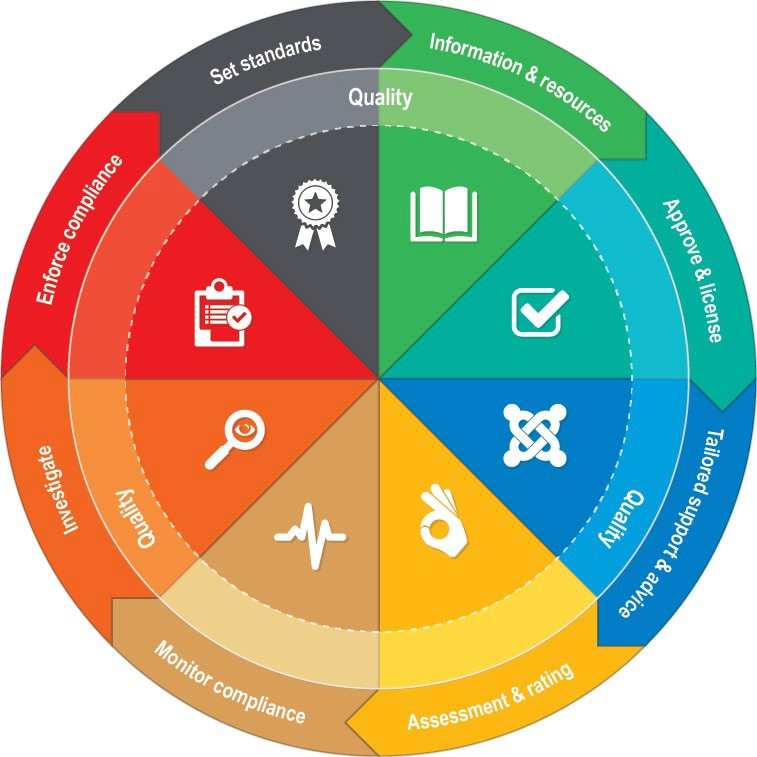 Set standards
Information & resources
Quality
Approve & license
Tailored support & advice
Quality
Assessment & rating
Monitor compliance
Investigate
Quality
Enforce compliance